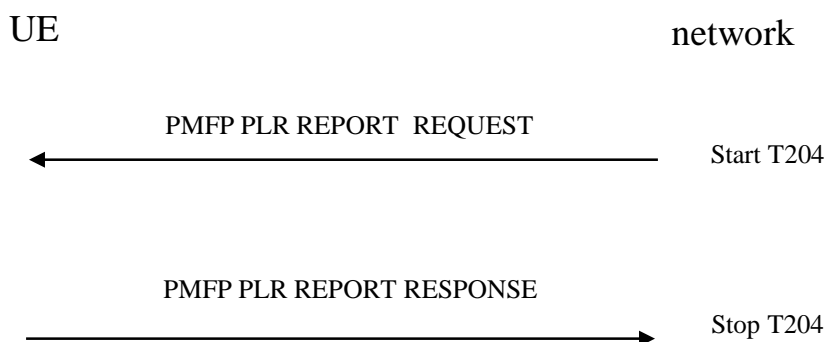 UE
network
PMFP PLR REPORT REQUEST
Start T204
PMFP PLR REPORT RESPONSE
Stop T204